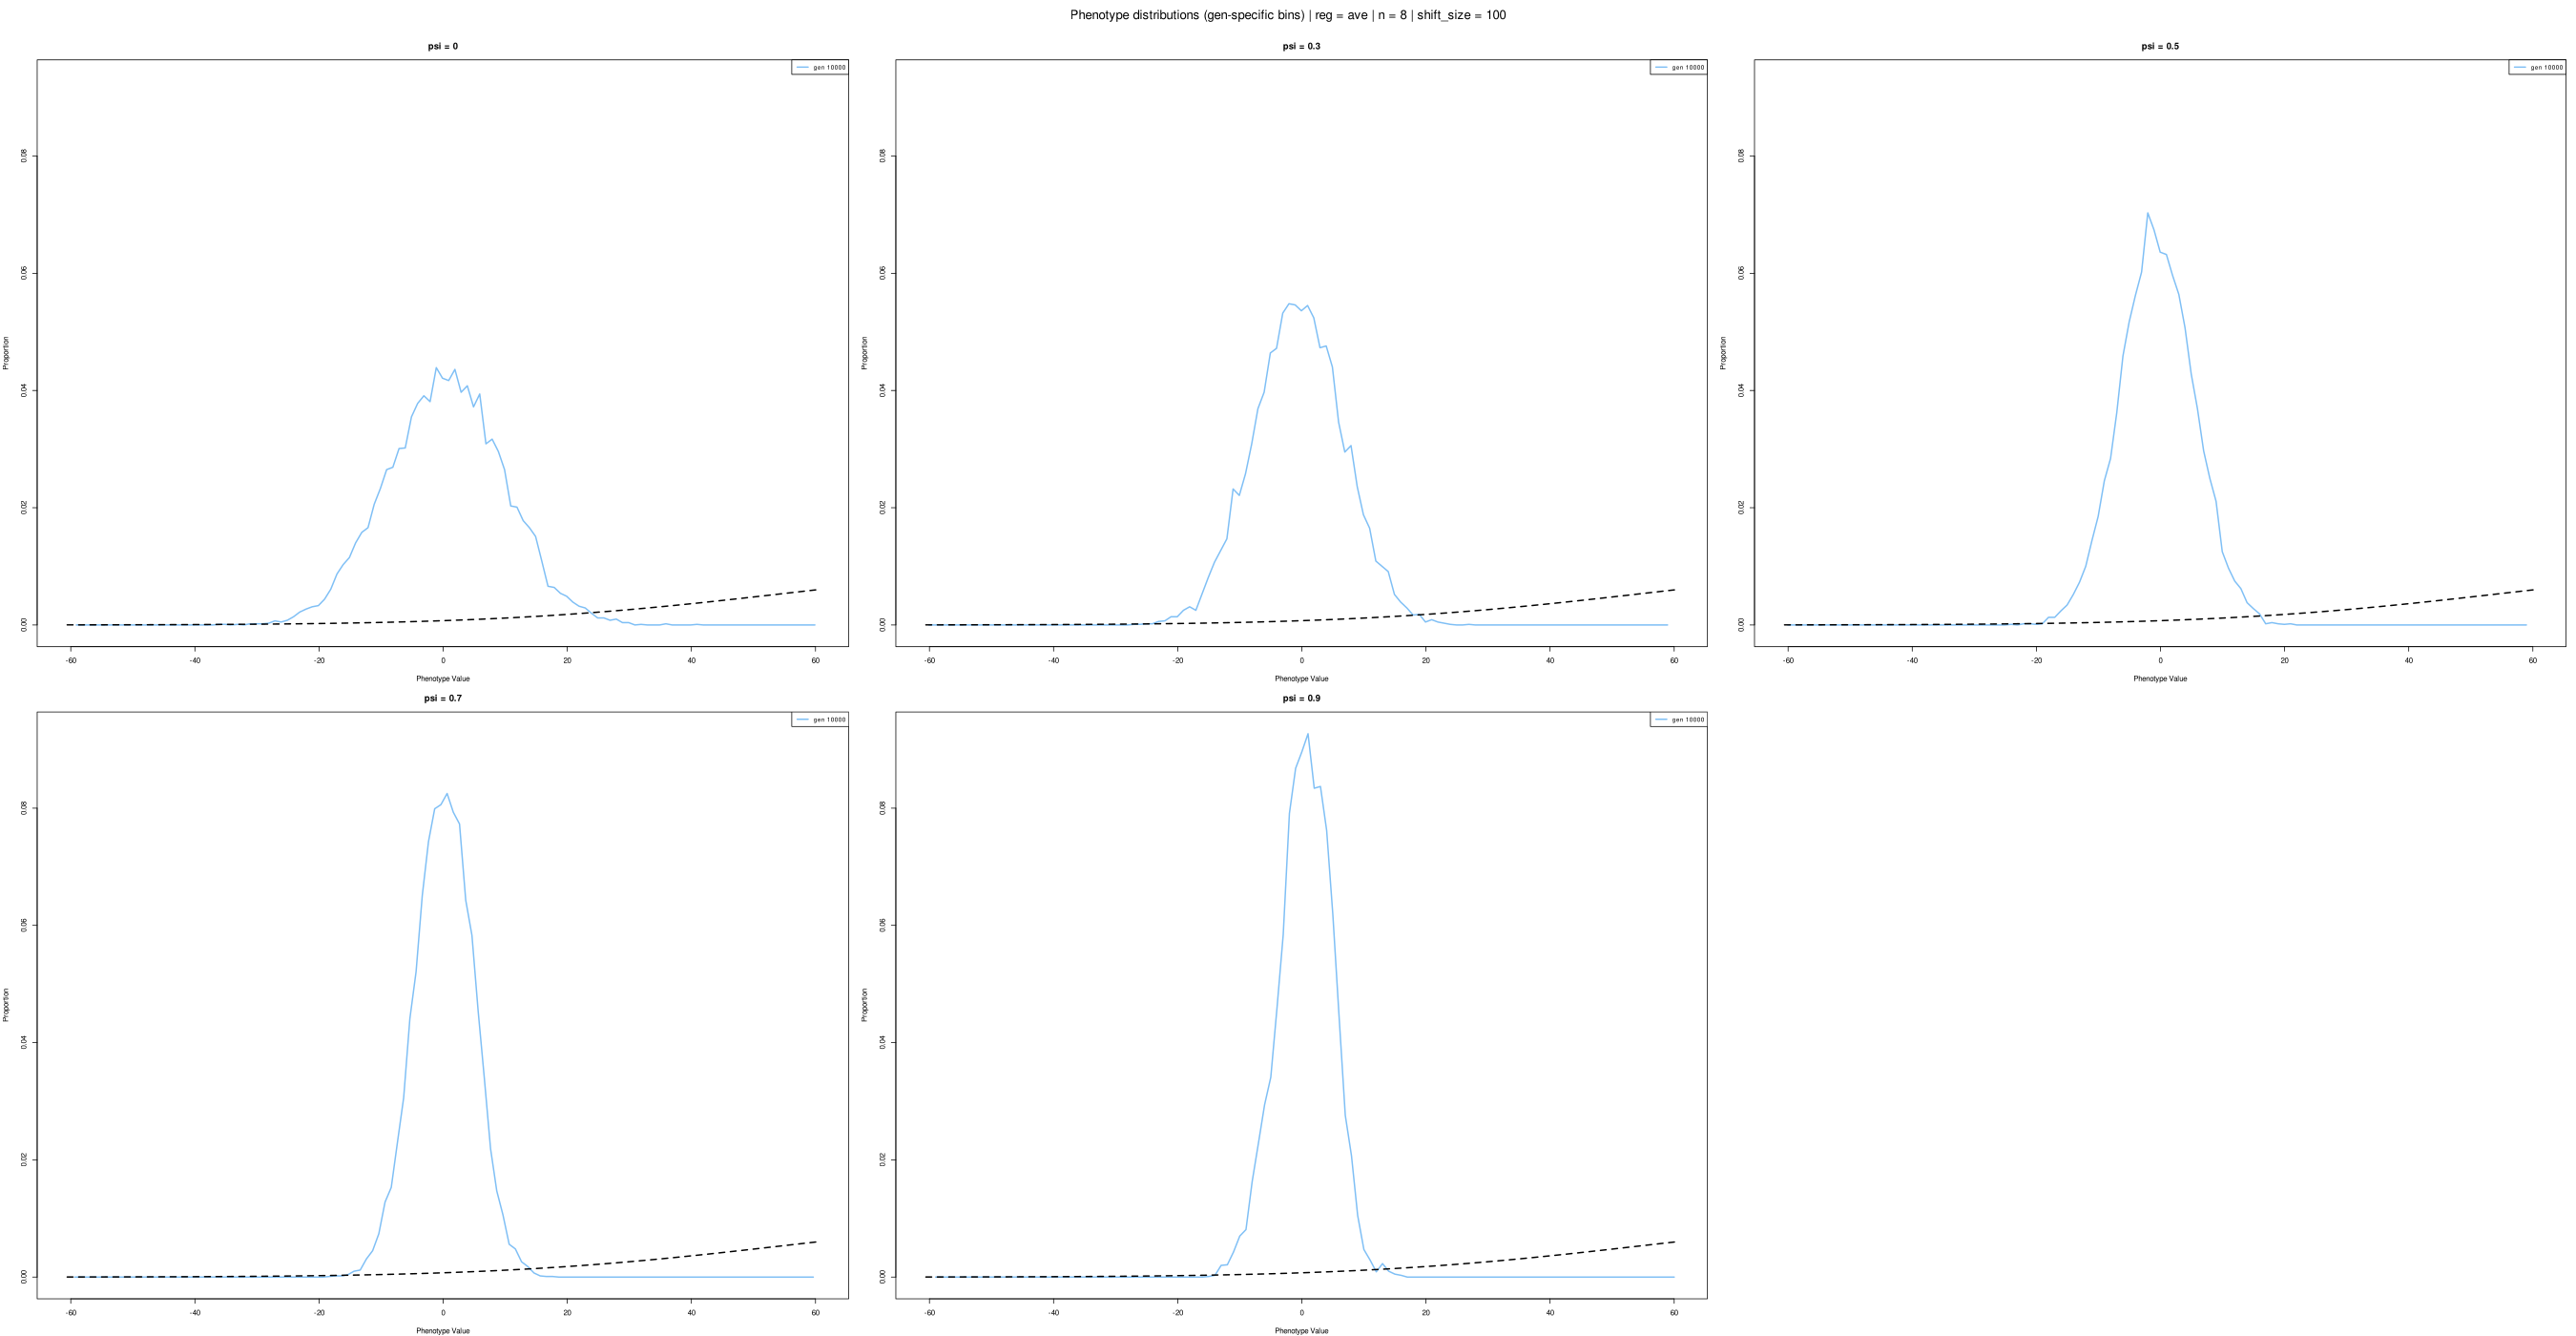 Phenotype distributions (gen-specific bins) | reg = ave | n = 8 | shift_size = 100
psi = 0
gen 10000
Proportion
0.08
0.06
0.04
0.02
0.00
-60 -40 -20 0 20 40 60
Phenotype Value
psi = 0.3
gen 10000
Proportion
0.08
0.06
0.04
0.02
0.00
-60 -40 -20 0 20 40 60
Phenotype Value
psi = 0.5
gen 10000
Proportion
0.08
0.06
0.04
0.02
0.00
-60 -40 -20 0 20 40 60
Phenotype Value
psi = 0.7
gen 10000
Proportion
0.08
0.06
0.04
0.02
0.00
-60 -40 -20 0 20 40 60
Phenotype Value
psi = 0.9
gen 10000
Proportion
0.08
0.06
0.04
0.02
0.00
-60 -40 -20 0 20 40 60
Phenotype Value